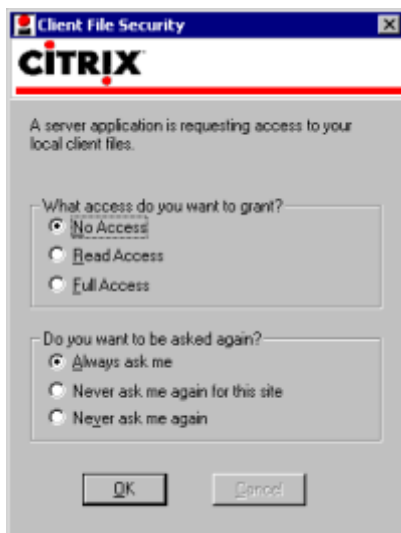 Client File Security
CITRIX
A server application is requesting access to your
local client files.
What access do you want to grant?
No Access
Read Access
Full Access
Do you want to be asked again?
Always ask me
Never ask me again for this site
Never ask me again
OK
Cancel